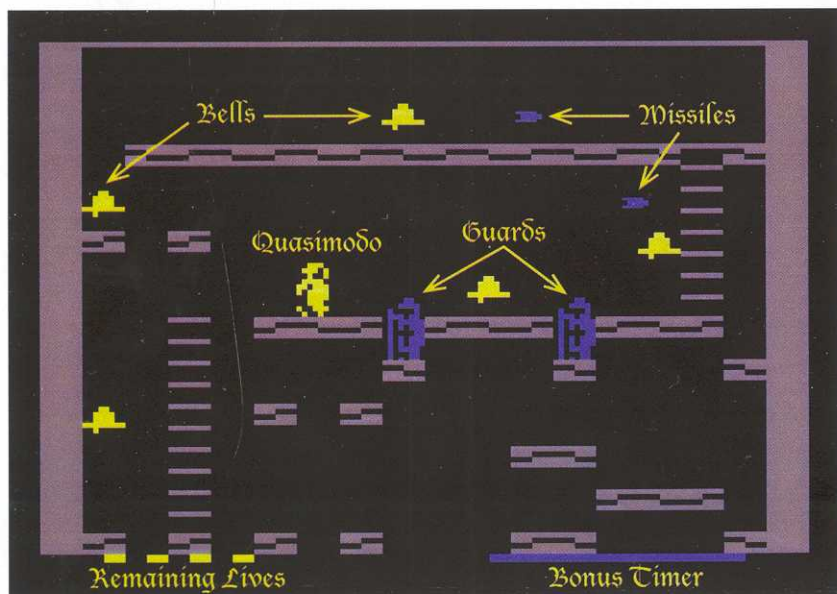 Bells
Missiles
Quasimodo
Guards
Remaining Lives
Bonus Timer